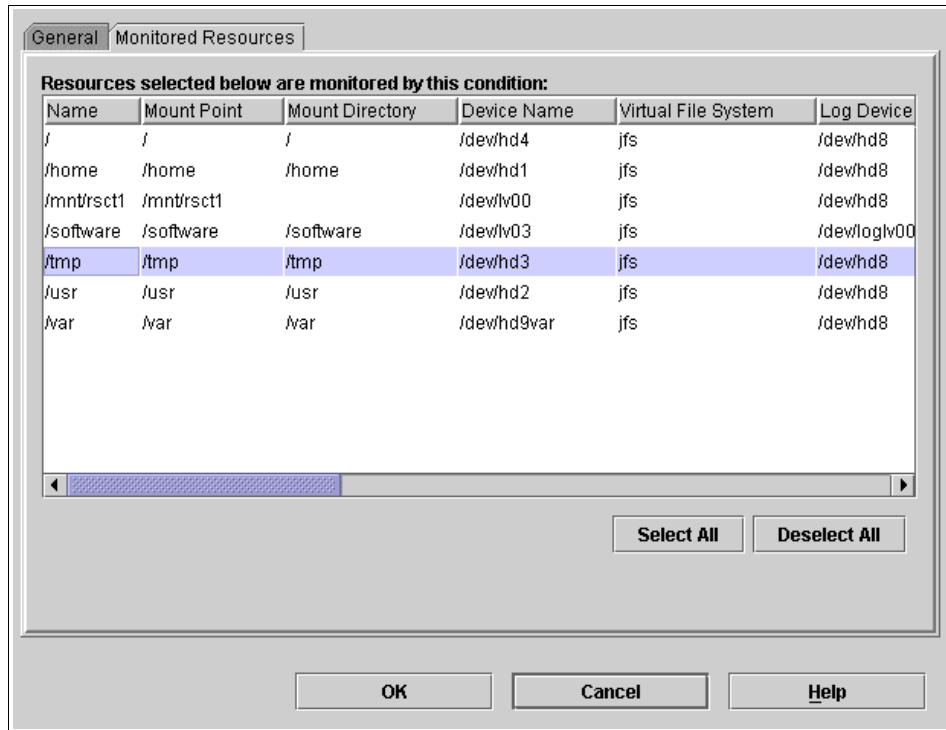 General Monitored Resources
Resources selected below are monitored by this condition:
Name Mount Point Mount Directory Device Name Virtual File System Log Device
/ / / /dev/hd4 jfs /dev/hd8
/home /home /home /dev/hd1 jfs /dev/hd8
/mnt/rsct1 /mnt/rsct1 /dev/lv00 jfs /dev/hd8
/software /software /software /dev/lv03 jfs /dev/loglv00
/tmp /tmp /tmp /dev/hd3 jfs /dev/hd8
/usr /usr /usr /dev/hd2 jfs /dev/hd8
/var /var /var /dev/hd9var jfs /dev/hd8
Select All Deselect All
OK Cancel Help